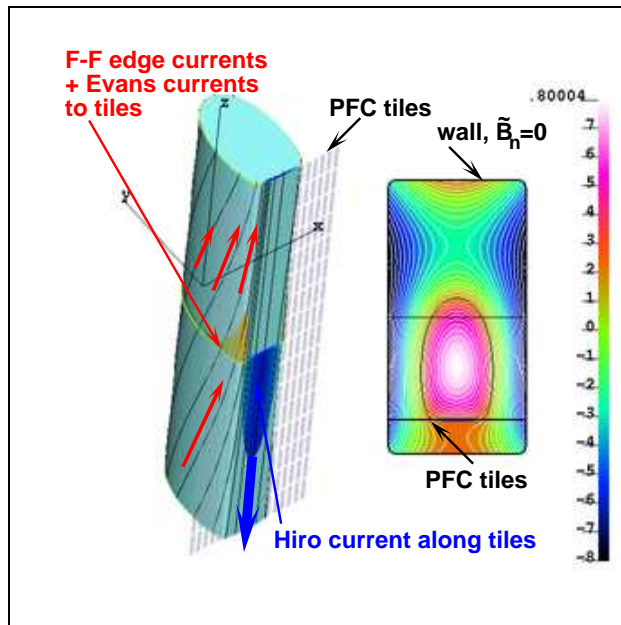 F-F edge currents
+ Evans currents
to tiles
PFC tiles
wall, B̃n=0
.80004
.7
.5
.4
.3
.2
.1
.0
-.1
-.2
-.3
-.4
-.5
-.6
-.7
-.8
z
y
x
PFC tiles
Hiro current along tiles